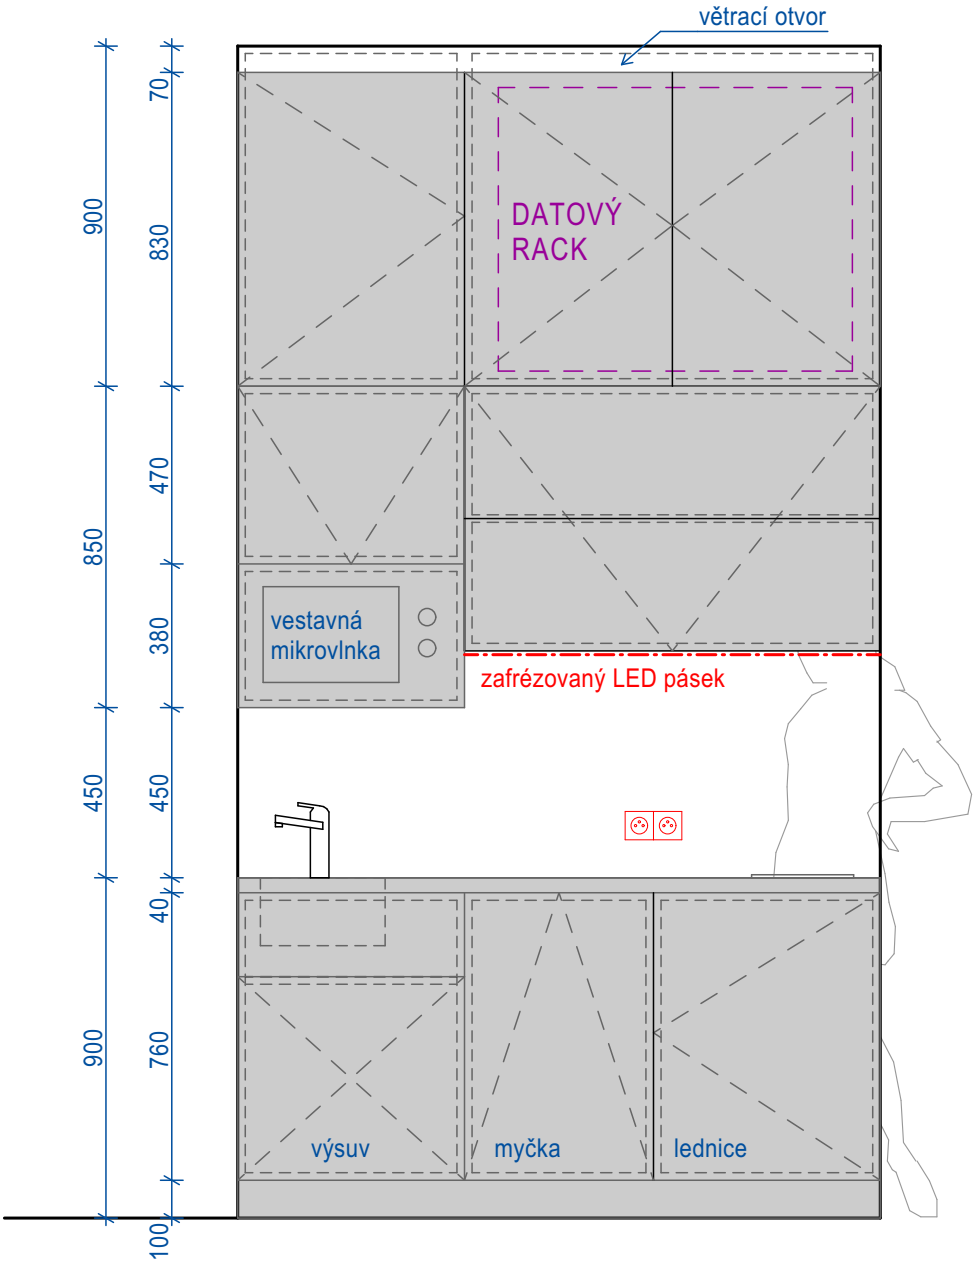 větrací otvor
70
900
830
DATOVÝ
RACK
470
850
380
vestavná
mikrovlnka
zafrézovaný LED pásek
450
450
40
900
760
výsuv
myčka
lednice
100